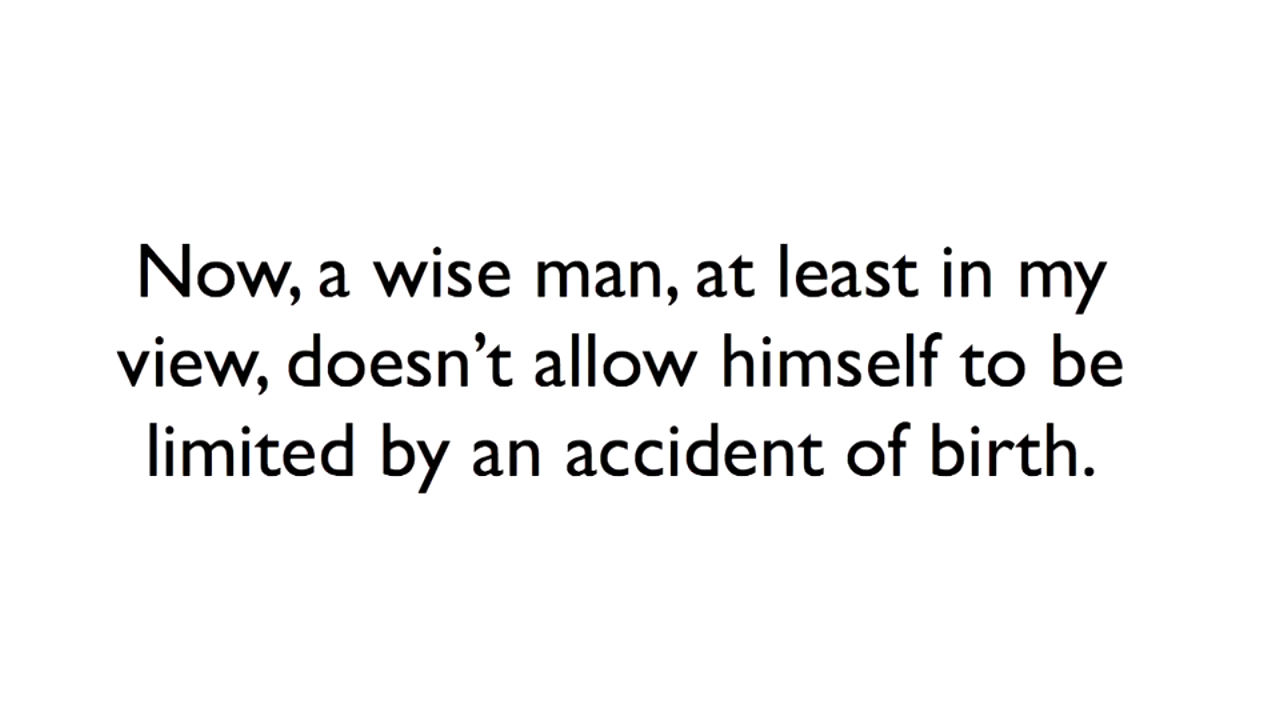 Now, a wise man, at least in my
view, doesn’t allow himself to be
limited by an accident of birth.